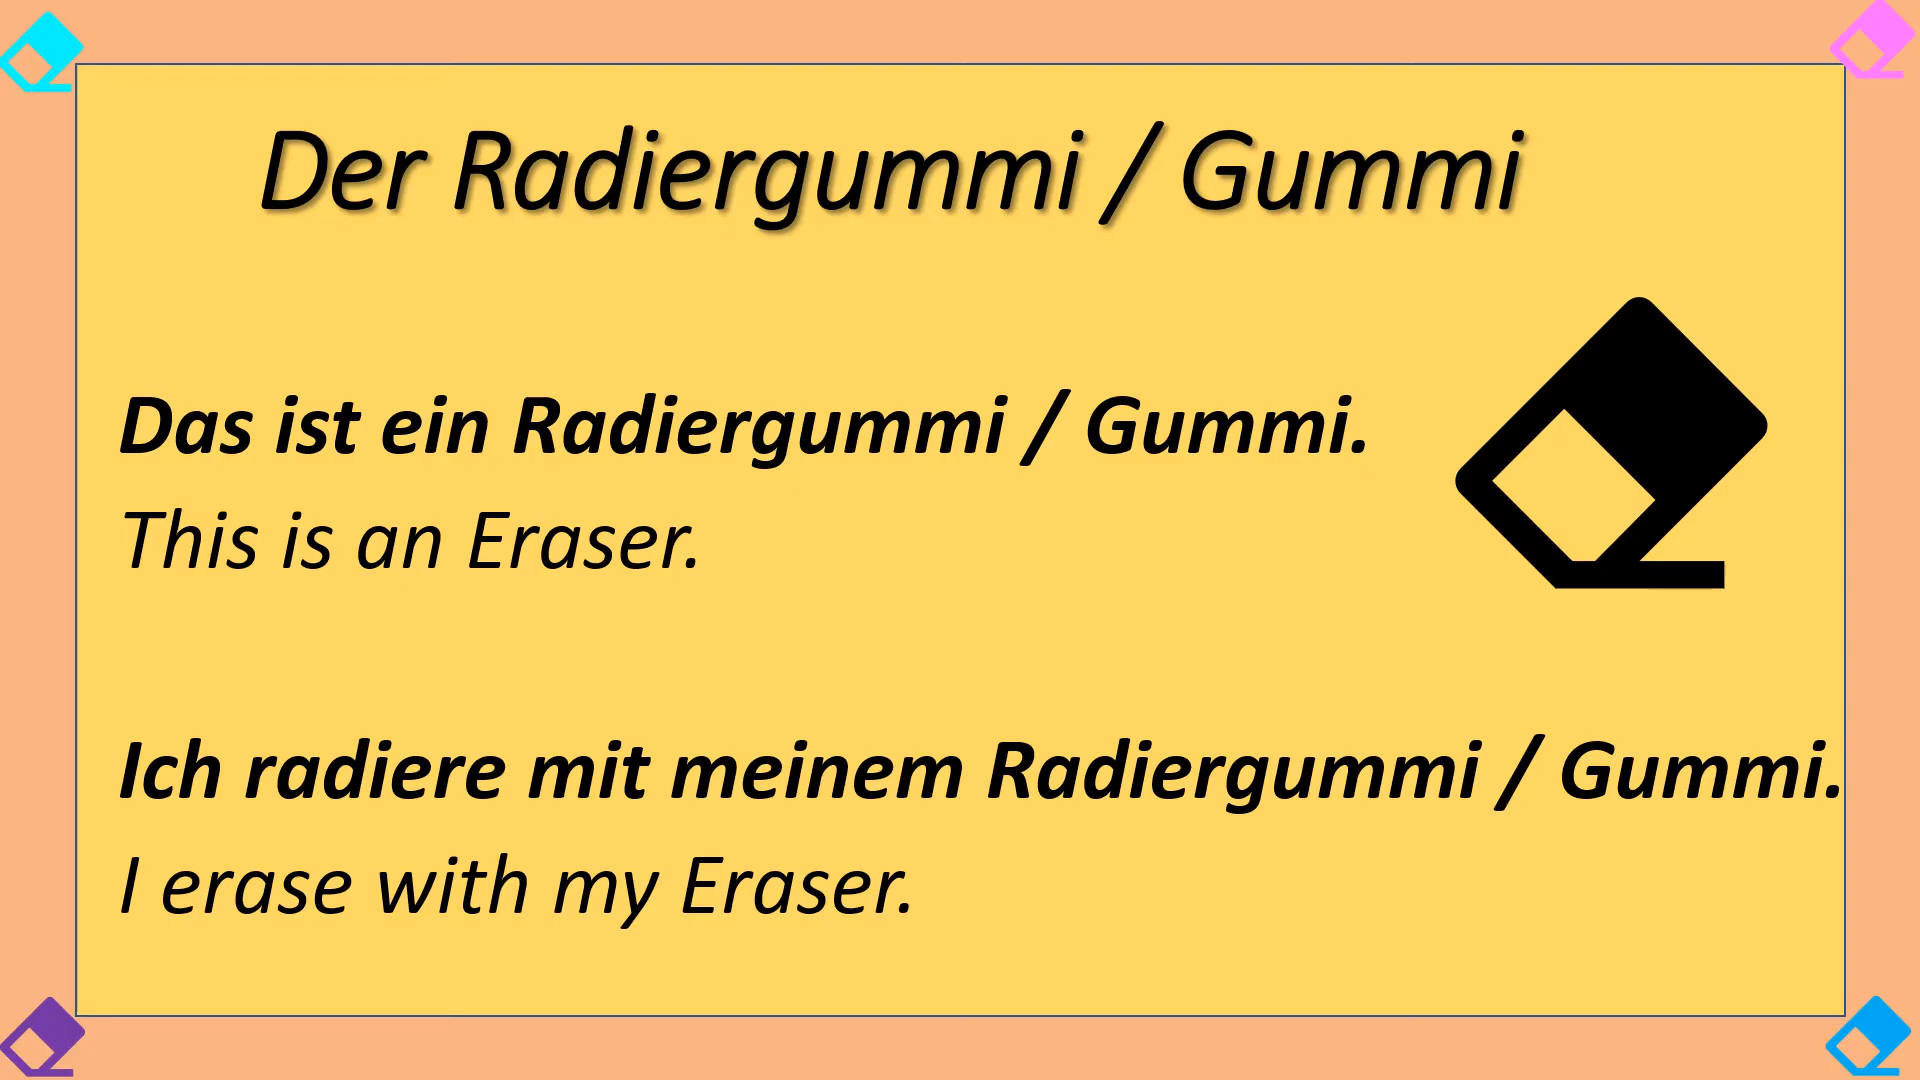 Der Radiergummi / Gummi
Das ist ein Radiergummi / Gummi.
This is an Eraser.
Ich radiere mit meinem Radiergummi / Gummi.
I erase with my Eraser.